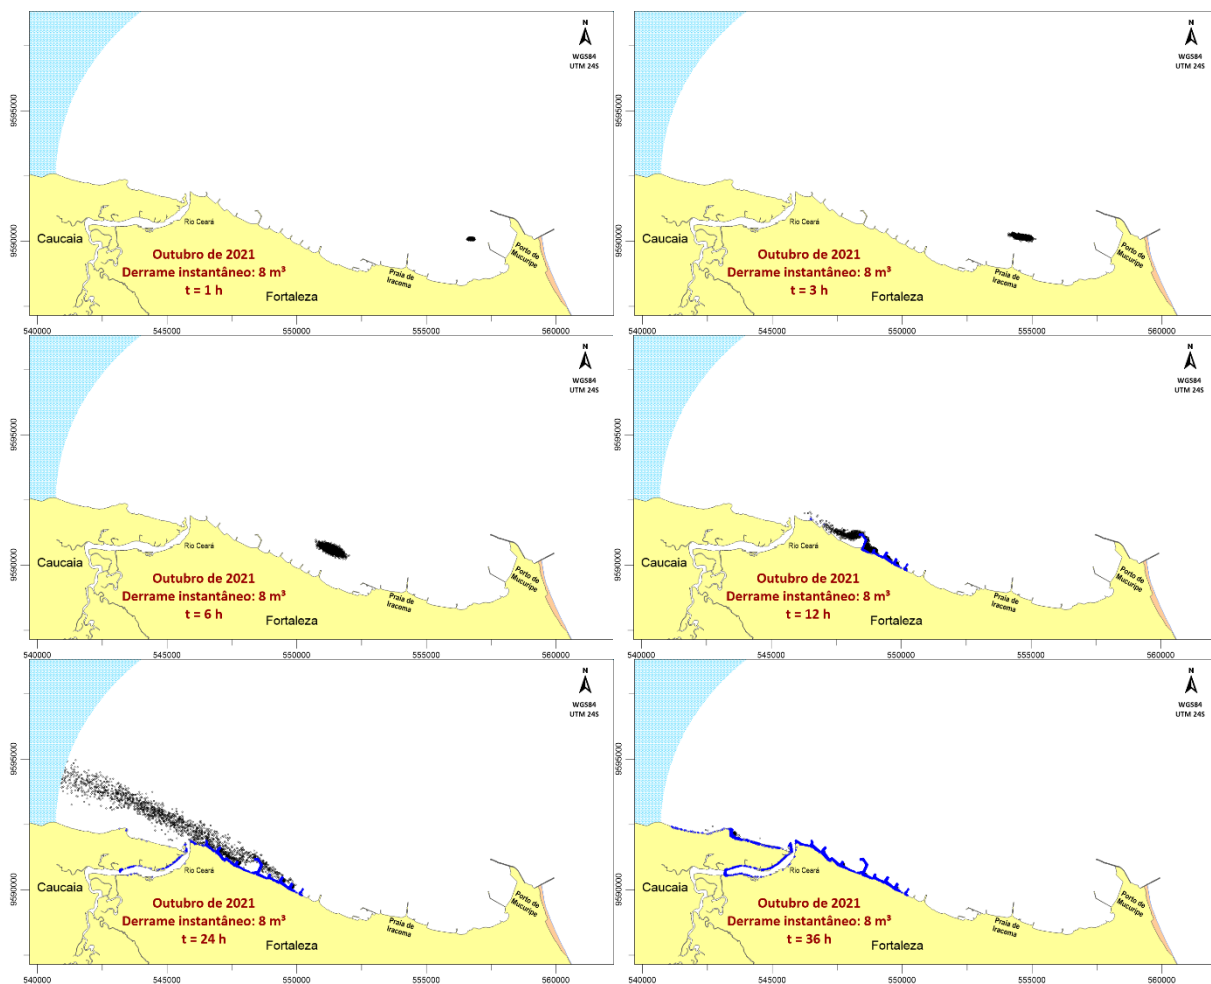 N
WGS84
UTM 24S
9595000
9590000
Rio Ceará
Caucaia
Porto de
Mucuripe
Praia de
Iracema
Outubro de 2021
Derrame instantâneo: 8 m³
t = 1 h
Fortaleza
540000
545000
550000
555000
560000
N
WGS84
UTM 24S
9595000
9590000
Rio Ceará
Caucaia
Porto de
Mucuripe
Praia de
Iracema
Outubro de 2021
Derrame instantâneo: 8 m³
t = 3 h
Fortaleza
540000
545000
550000
555000
560000
N
WGS84
UTM 24S
9595000
9590000
Rio Ceará
Caucaia
Porto de
Mucuripe
Praia de
Iracema
Outubro de 2021
Derrame instantâneo: 8 m³
t = 6 h
Fortaleza
540000
545000
550000
555000
560000
N
WGS84
UTM 24S
9595000
9590000
Rio Ceará
Caucaia
Porto de
Mucuripe
Praia de
Iracema
Outubro de 2021
Derrame instantâneo: 8 m³
t = 12 h
Fortaleza
540000
545000
550000
555000
560000
N
WGS84
UTM 24S
9595000
9590000
Rio Ceará
Caucaia
Porto de
Mucuripe
Praia de
Iracema
Outubro de 2021
Derrame instantâneo: 8 m³
t = 24 h
Fortaleza
540000
545000
550000
555000
560000
N
WGS84
UTM 24S
9595000
9590000
Rio Ceará
Caucaia
Porto de
Mucuripe
Praia de
Iracema
Outubro de 2021
Derrame instantâneo: 8 m³
t = 36 h
Fortaleza
540000
545000
550000
555000
560000